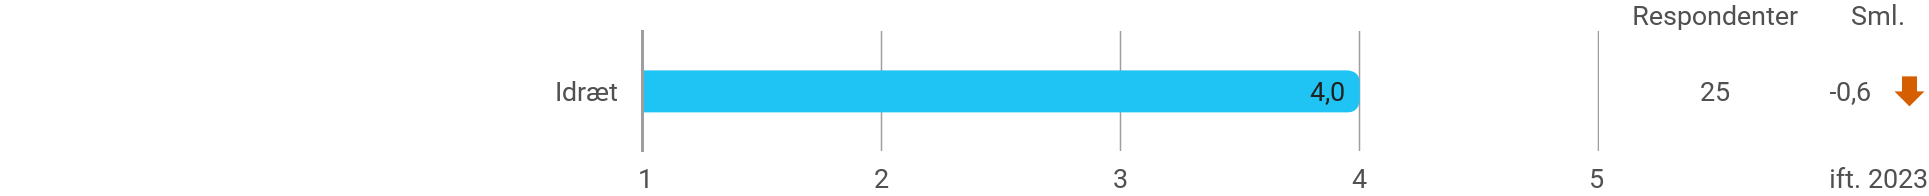 Respondenter Sml.
Idræt 4,0 25 -0,6
1 2 3 4 5 ift. 2023